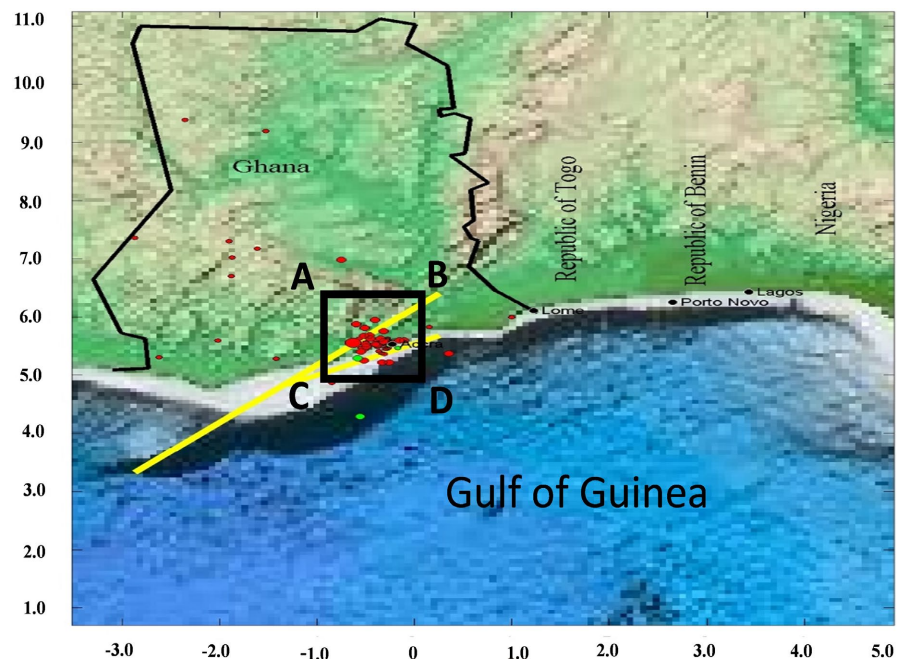 11.0
10.0
9.0
8.0
7.0
6.0
5.0
4.0
3.0
2.0
1.0
Ghana
Republic of Togo
Republic of Benin
Nigeria
A
B
Lagos
Porto Novo
Lome
C
D
Gulf of Guinea
-3.0 -2.0 -1.0 0 1.0 2.0 3.0 4.0 5.0